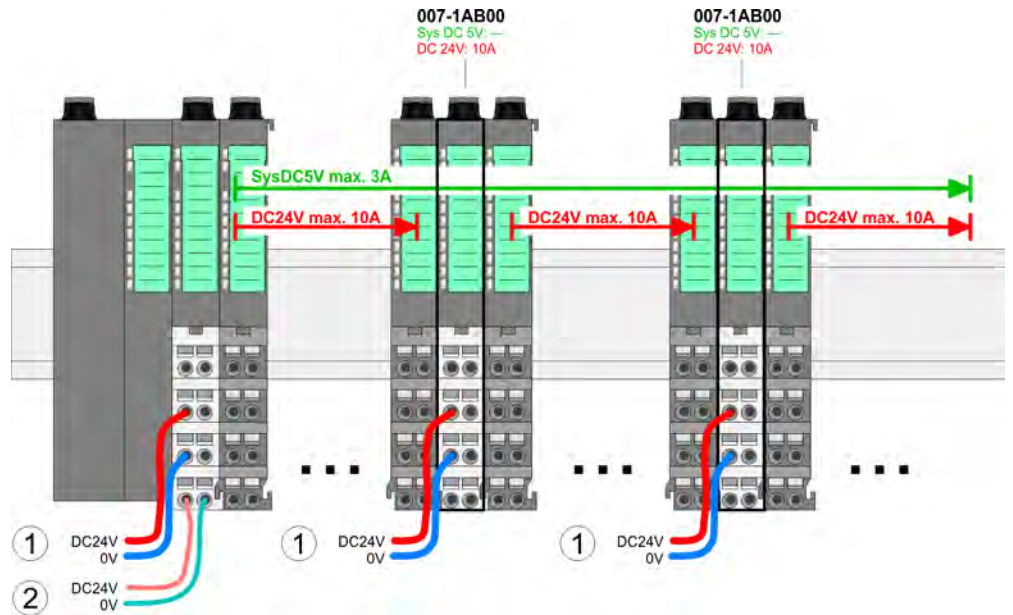 007-1AB00
Sys DC 5V: —
DC 24V: 10A
007-1AB00
Sys DC 5V: —
DC 24V: 10A
SysDC5V max. 3A
DC24V max. 10A
DC24V max. 10A
DC24V max. 10A
1
DC24V
0V
1
DC24V
0V
1
DC24V
0V
2
DC24V
0V